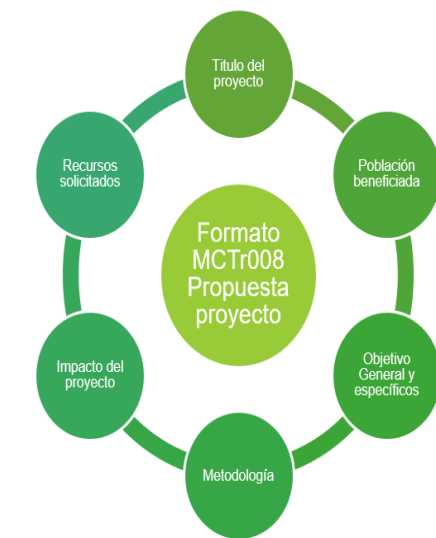 Titulo del
proyecto
Población
beneficiada
Objetivo
General y
específicos
Metodología
Impacto del
proyecto
Recursos
solicitados
Formato
MCTr008
Propuesta
proyecto